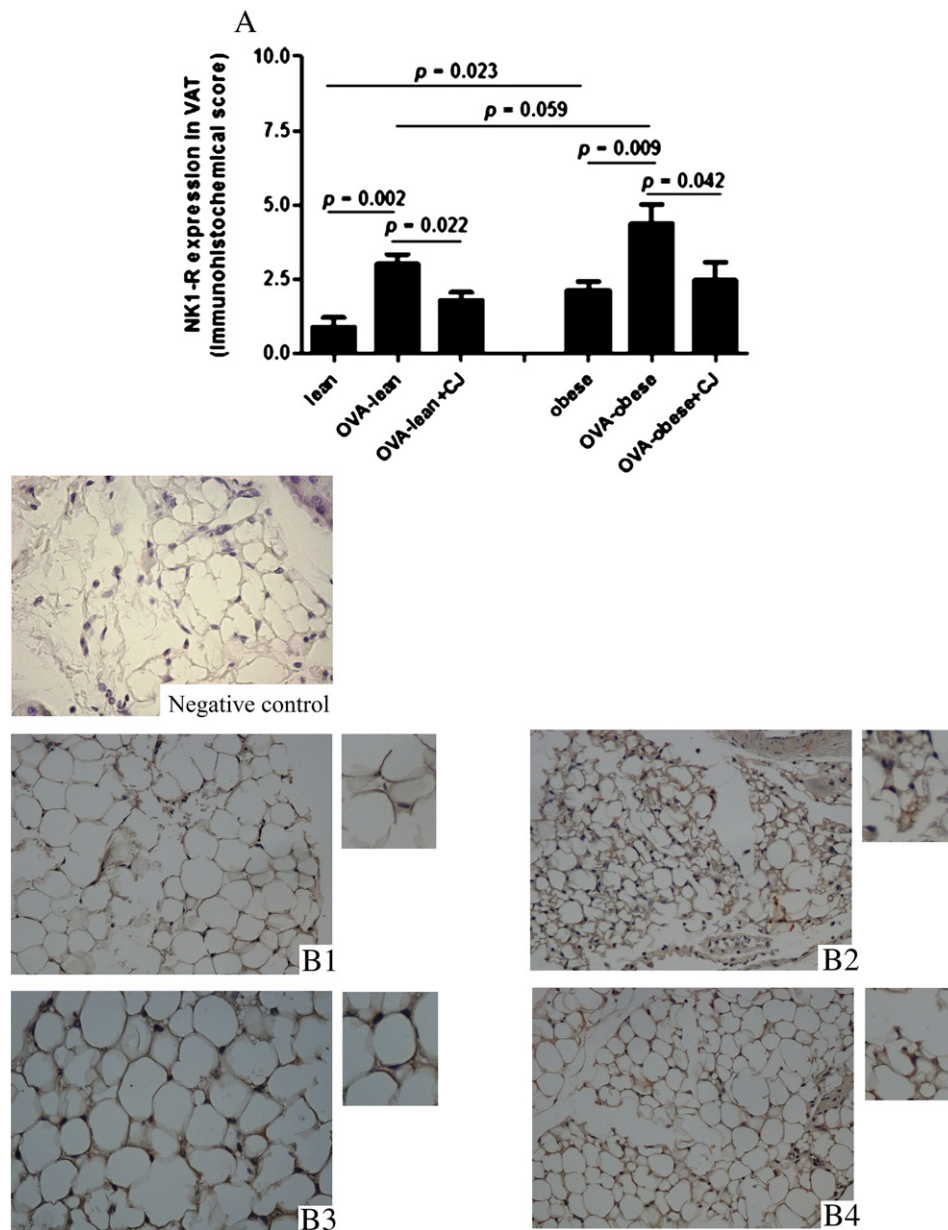 A
NK1-R expression in VAT
(Immunohistochemical score)
10.0
7.5
5.0
2.5
0.0
p = 0.023
p = 0.059
p = 0.009
p = 0.042
p = 0.002
p = 0.022
lean
OVA-lean
OVA-lean+CJ
obese
OVA-obese
OVA-obese+CJ
Negative control
B1
B2
B3
B4